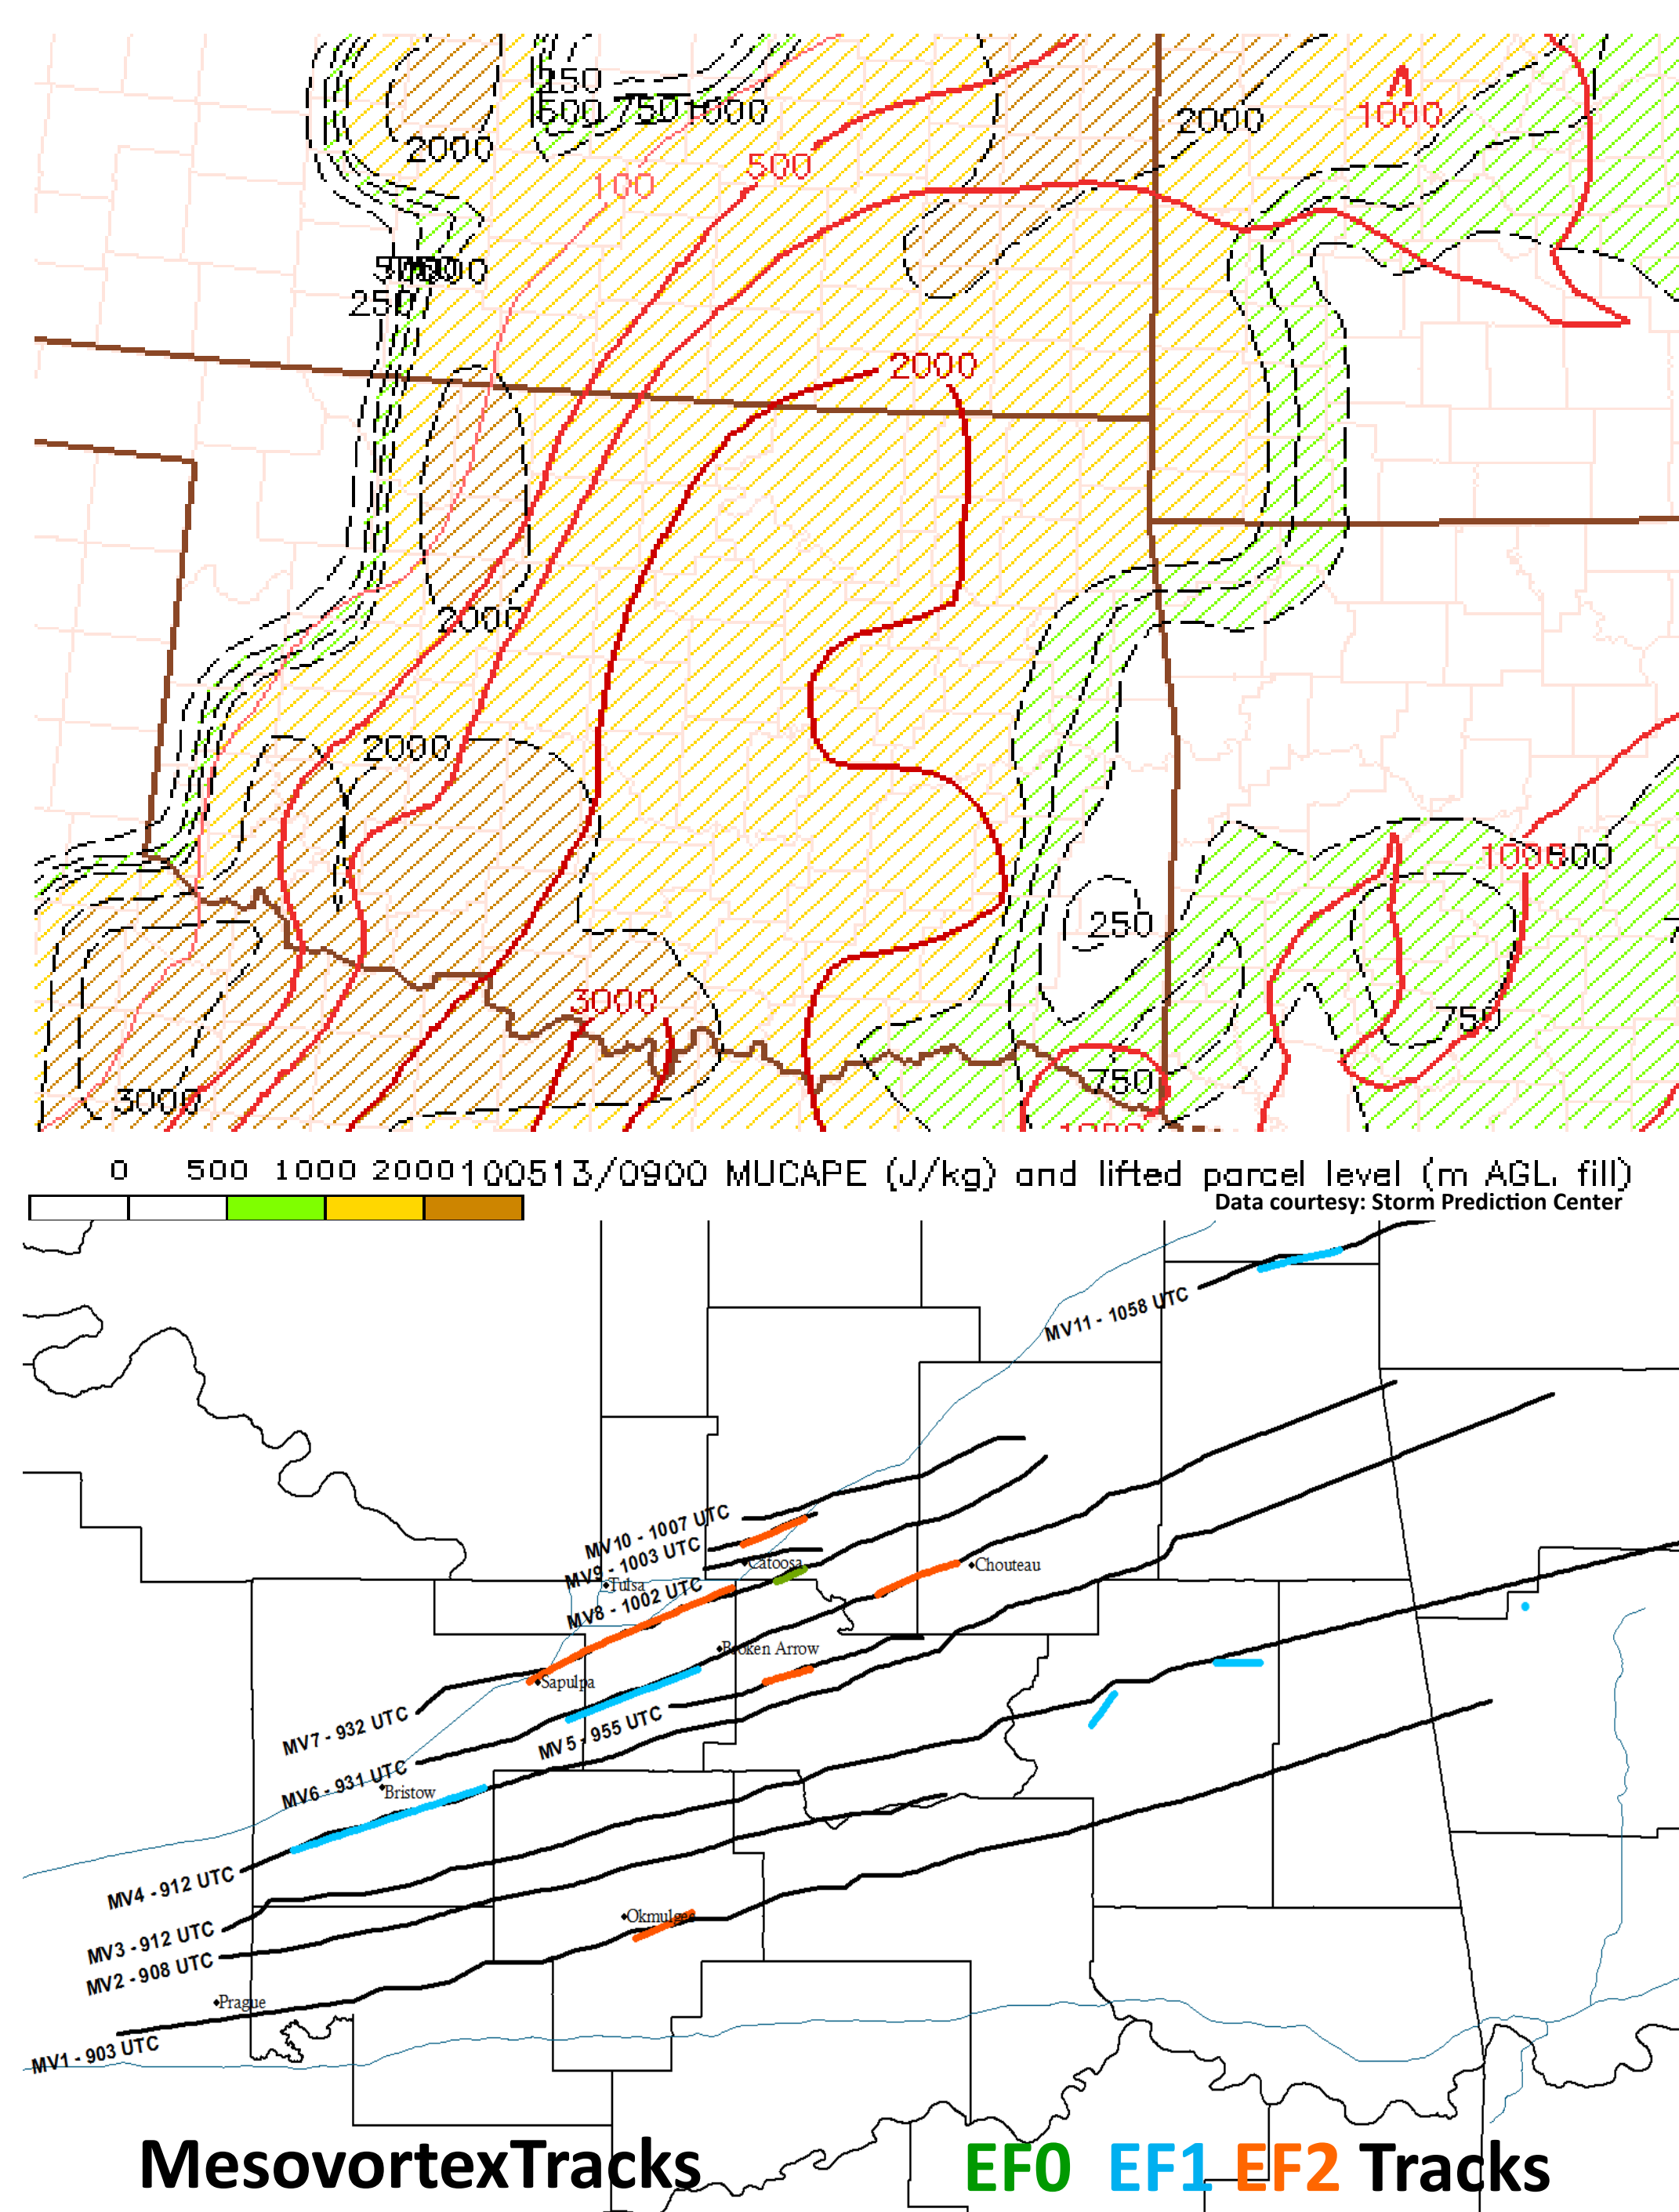 250
500 750 1000
2000
2000
1000
500
100
250
2000
2000
2000
1000
250
3000
750
750
3000
0 500 1000 2000 100513/0900 MUCAPE (J/kg) and lifted parcel level (m AGL, fill)
Data courtesy: Storm Prediction Center
MV11 - 1058 UTC
MV10 - 1007 UTC
MV9 - 1003 UTC
Catoosa
Chouteau
Tulsa
MV8 - 1002 UTC
Broken Arrow
Sapulpa
MV7 - 932 UTC
MV5 - 955 UTC
MV6 - 931 UTC
Bristow
MV4 - 912 UTC
Okmulgee
MV3 - 912 UTC
MV2 - 908 UTC
Prague
MV1 - 903 UTC
MesovortexTracks
EF0 EF1 EF2 Tracks